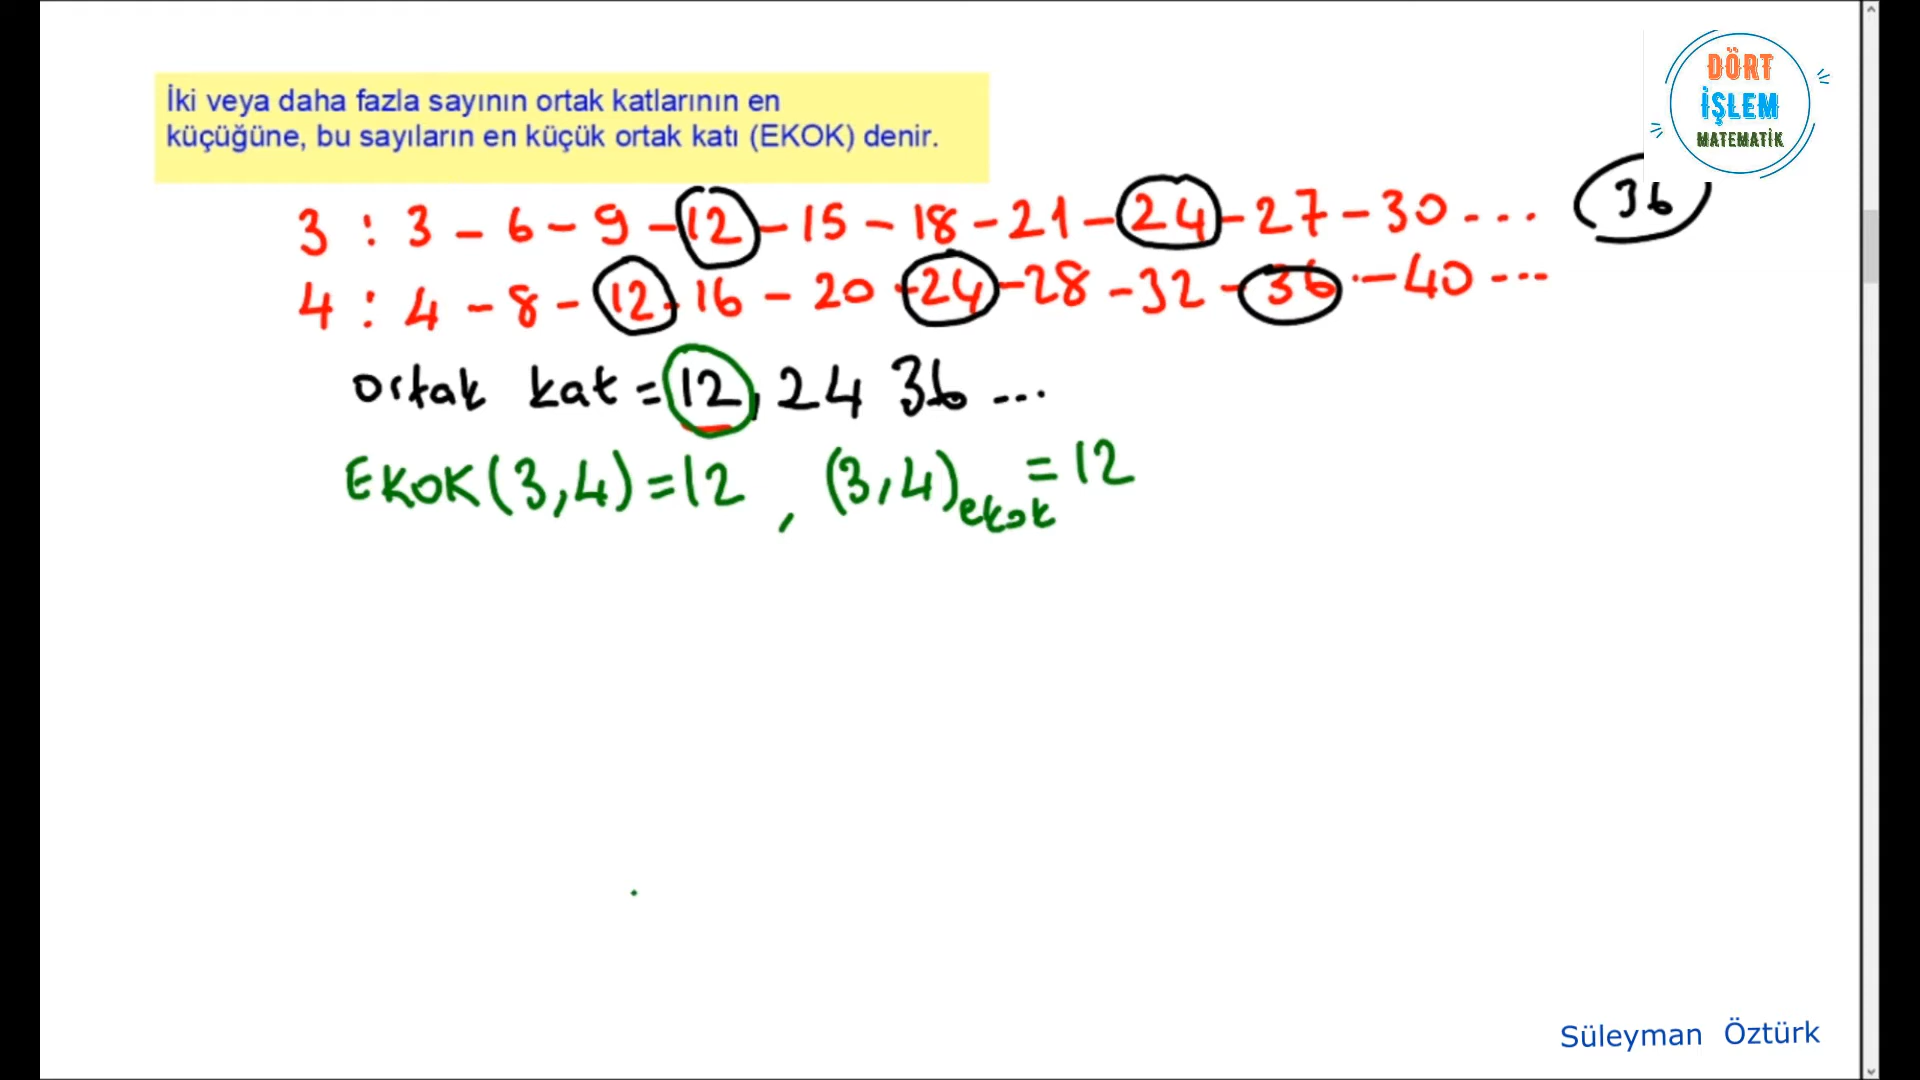 DÖRT
İŞLEM
MATEMATİK
İki veya daha fazla sayının ortak katlarının en
küçüğüne, bu sayıların en küçük ortak katı (EKOK) denir.
3 : 3 - 6 - 9 - 12 - 15 - 18 - 21 - 24 - 27 - 30 ... 36
4 : 4 - 8 - 12 - 16 - 20 - 24 - 28 - 32 - 36 - 40 ...
ortak kat = 12, 24 36 ...
EKOK(3,4) = 12 , (3,4)ekok = 12
Süleyman Öztürk